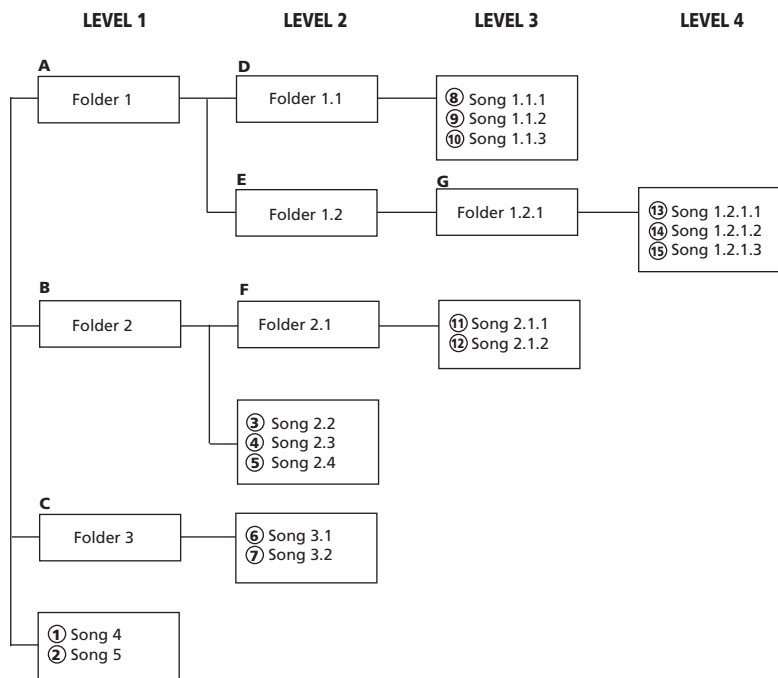 LEVEL 1 LEVEL 2 LEVEL 3 LEVEL 4
A D
Folder 1 Folder 1.1
8 Song 1.1.1
9 Song 1.1.2
10 Song 1.1.3
E G
Folder 1.2 Folder 1.2.1
13 Song 1.2.1.1
14 Song 1.2.1.2
15 Song 1.2.1.3
B F
Folder 2 Folder 2.1
11 Song 2.1.1
12 Song 2.1.2
3 Song 2.2
4 Song 2.3
5 Song 2.4
C
Folder 3
6 Song 3.1
7 Song 3.2
1 Song 4
2 Song 5